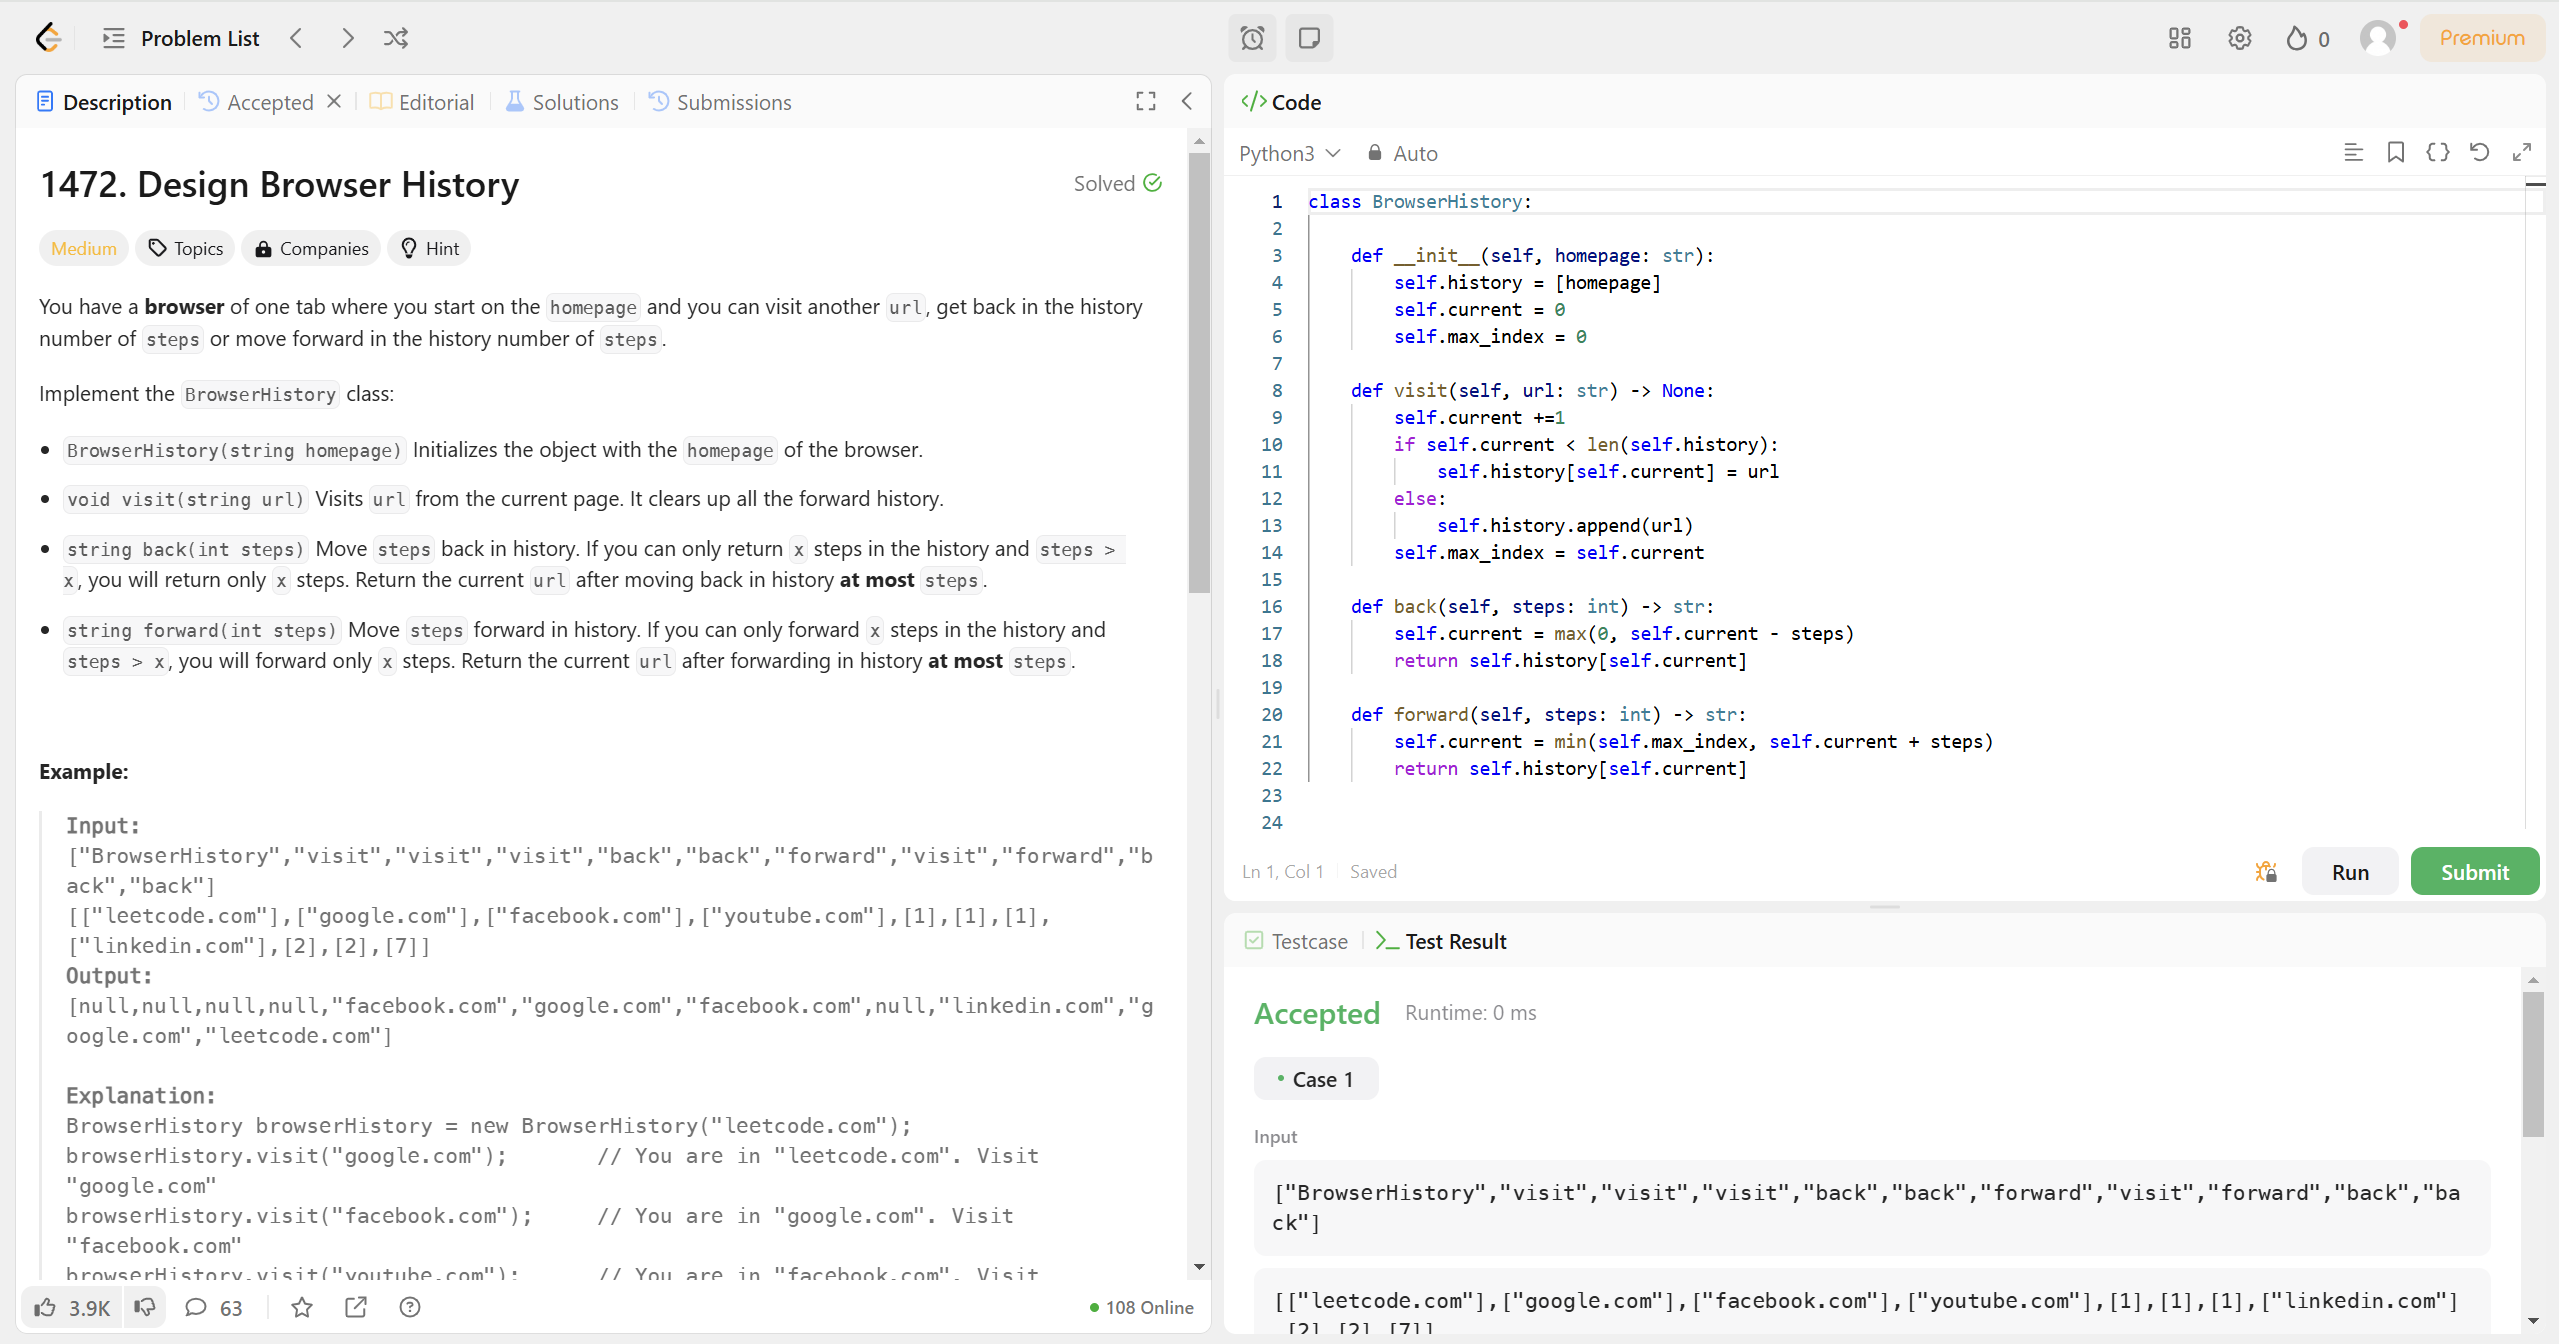 Problem List
0
Premium
Description
Accepted
Editorial
Solutions
Submissions
1472. Design Browser History
Solved
Medium
Topics
Companies
Hint
You have a browser of one tab where you start on the homepage and you can visit another url, get back in the history
number of steps or move forward in the history number of steps.
Implement the BrowserHistory class:
• BrowserHistory(string homepage) Initializes the object with the homepage of the browser.
• void visit(string url) Visits url from the current page. It clears up all the forward history.
• string back(int steps) Move steps back in history. If you can only return x steps in the history and steps >
x, you will return only x steps. Return the current url after moving back in history at most steps.
• string forward(int steps) Move steps forward in history. If you can only forward x steps in the history and
steps > x, you will forward only x steps. Return the current url after forwarding in history at most steps.
Example:
Input:
["BrowserHistory","visit","visit","visit","back","back","forward","visit","forward","b
ack","back"]
[["leetcode.com"],["google.com"],["facebook.com"],["youtube.com"],[1],[1],[1],
["linkedin.com"],[2],[2],[7]]
Output:
[null,null,null,null,"facebook.com","google.com","facebook.com",null,"linkedin.com","g
oogle.com","leetcode.com"]
Explanation:
BrowserHistory browserHistory = new BrowserHistory("leetcode.com");
browserHistory.visit("google.com");       // You are in "leetcode.com". Visit
"google.com"
browserHistory.visit("facebook.com");     // You are in "google.com". Visit
"facebook.com"
browserHistory.visit("youtube.com");      // You are in "facebook.com". Visit
3.9K
63
108 Online
</> Code
Python3
Auto
1 class BrowserHistory:
2
3     def __init__(self, homepage: str):
4         self.history = [homepage]
5         self.current = 0
6         self.max_index = 0
7
8     def visit(self, url: str) -> None:
9         self.current +=1
10         if self.current < len(self.history):
11             self.history[self.current] = url
12         else:
13             self.history.append(url)
14         self.max_index = self.current
15
16     def back(self, steps: int) -> str:
17         self.current = max(0, self.current - steps)
18         return self.history[self.current]
19
20     def forward(self, steps: int) -> str:
21         self.current = min(self.max_index, self.current + steps)
22         return self.history[self.current]
23
24
Ln 1, Col 1
Saved
Run
Submit
Testcase
Test Result
Accepted
Runtime: 0 ms
• Case 1
Input
["BrowserHistory","visit","visit","visit","back","back","forward","visit","forward","back","ba
ck"]
[["leetcode.com"],["google.com"],["facebook.com"],["youtube.com"],[1],[1],[1],["linkedin.com"]
,[2],[2],[7]]